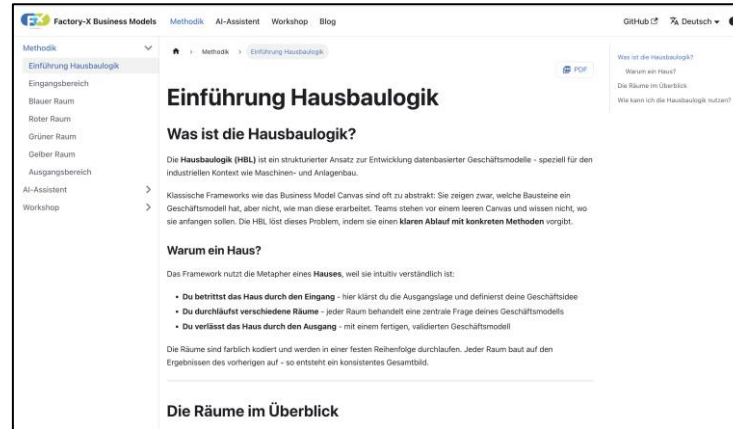 Factory-X Business Models
Methodik
AI-Assistent
Workshop
Blog
GitHub
Deutsch
Methodik
Einführung Hausbaulogik
Eingangsbereich
Blauer Raum
Roter Raum
Grüner Raum
Gelber Raum
Ausgangsbereich
AI-Assistent
Workshop
Methodik
Einführung Hausbaulogik
PDF
Einführung Hausbaulogik
Was ist die Hausbaulogik?
Die Hausbaulogik (HBL) ist ein strukturierter Ansatz zur Entwicklung datenbasierter Geschäftsmodelle - speziell für den
industriellen Kontext wie Maschinen- und Anlagenbau.
Klassische Frameworks wie das Business Model Canvas sind oft zu abstrakt: Sie zeigen zwar, welche Bausteine ein
Geschäftsmodell hat, aber nicht, wie man diese erarbeitet. Teams stehen vor einem leeren Canvas und wissen nicht, wo
sie anfangen sollen. Die HBL löst dieses Problem, indem sie einen klaren Ablauf mit konkreten Methoden vorgibt.
Warum ein Haus?
Das Framework nutzt die Metapher eines Hauses, weil sie intuitiv verständlich ist:
• Du betrittst das Haus durch den Eingang - hier klärst du die Ausgangslage und definierst deine Geschäftsidee
• Du durchläufst verschiedene Räume - jeder Raum behandelt eine zentrale Frage deines Geschäftsmodells
• Du verlässt das Haus durch den Ausgang - mit einem fertigen, validierten Geschäftsmodell
Die Räume sind farblich kodiert und werden in einer festen Reihenfolge durchlaufen. Jeder Raum baut auf den
Ergebnissen des vorherigen auf - so entsteht ein konsistentes Gesamtbild.
Die Räume im Überblick
Was ist die Hausbaulogik?
Warum ein Haus?
Die Räume im Überblick
Wie kann ich die Hausbaulogik nutzen?